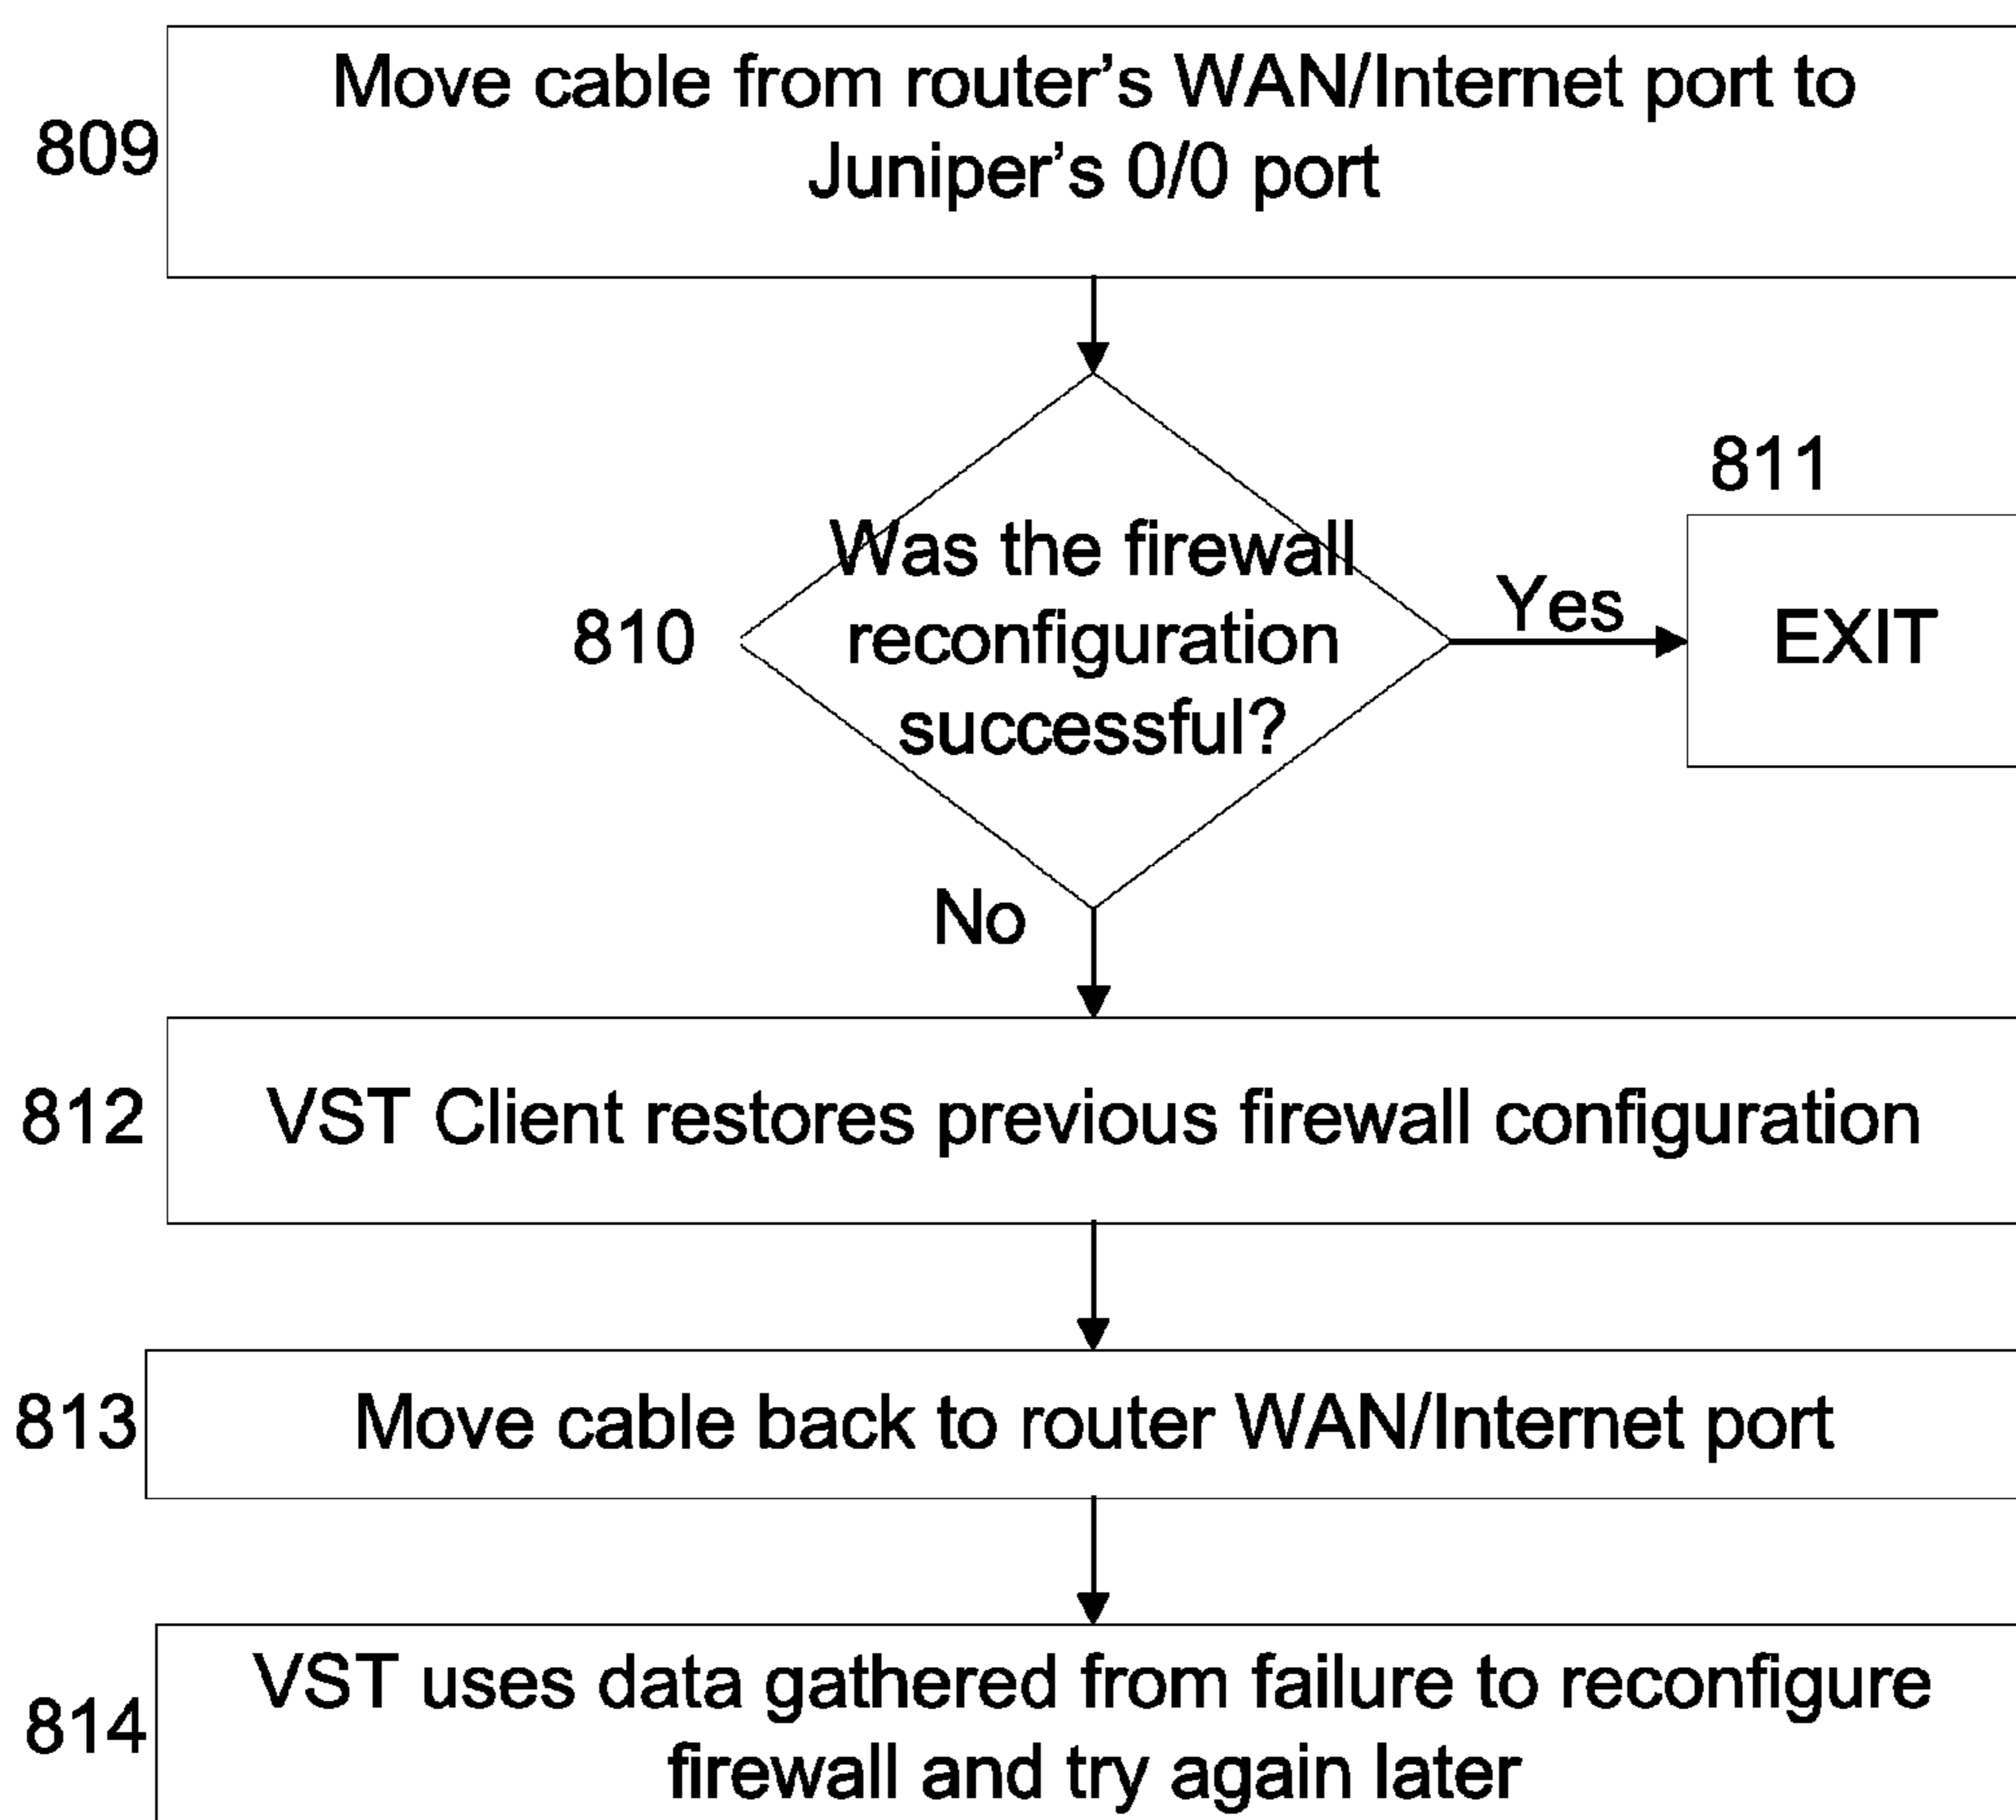 809
Move cable from router’s WAN/Internet port to
Juniper’s 0/0 port
810
Was the firewall
reconfiguration
successful?
Yes
811
EXIT
No
812
VST Client restores previous firewall configuration
813
Move cable back to router WAN/Internet port
814
VST uses data gathered from failure to reconfigure
firewall and try again later